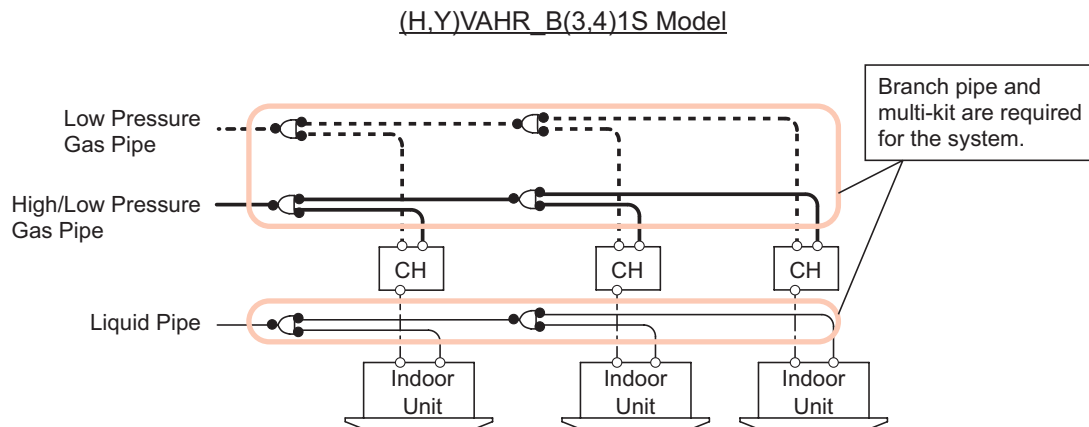 (H,Y)VAHR_B(3,4)1S Model
Branch pipe and
multi-kit are required
for the system.
Low Pressure
Gas Pipe
High/Low Pressure
Gas Pipe
CH
CH
CH
Liquid Pipe
Indoor
Unit
Indoor
Unit
Indoor
Unit